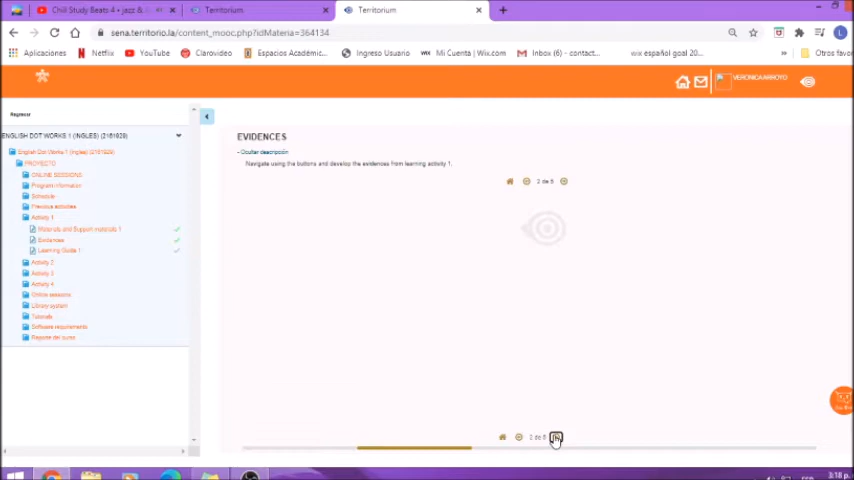 Chill Study Beats 4 • jazz &
Territorium
Territorium
sena.territorio.la/content_mooc.php?idMateria=364134
Aplicaciones
Netflix
YouTube
Clarovideo
Espacios Académic...
Ingreso Usuario
WiX
Mi Cuenta | Wix.com
Inbox (6) - contact...
WiX
wix español goal 20...
Otros favo
VERONICAARROYO
Regresar
ENGLISH DOT WORKS 1 (INGLES) (2161929)
English Dot Works 1 (Ingles) (2161929)
PROYECTO
ONLINE SESSIONS
Program information
Schedule
Previous activities
Activity 1
Materials and Support materials 1
Evidences
Learning Guide 1
Activity 2
Activity 3
Activity 4
Online sessions
Library system
Tutorials
Software requirements
Reporte del curso
EVIDENCES
- Ocultar descripción
Navigate using the buttons and develop the evidences from learning activity 1.
2 de 5
2 de 5
3:18 p.